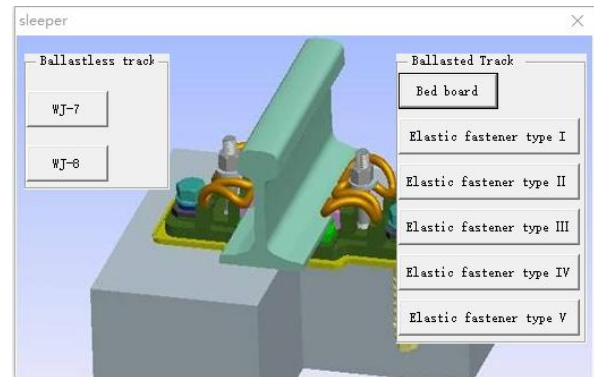 sleeper
Ballastless track
WJ-7
WJ-8
Ballasted Track
Bed board
Elastic fastener type I
Elastic fastener type II
Elastic fastener type III
Elastic fastener type IV
Elastic fastener type V